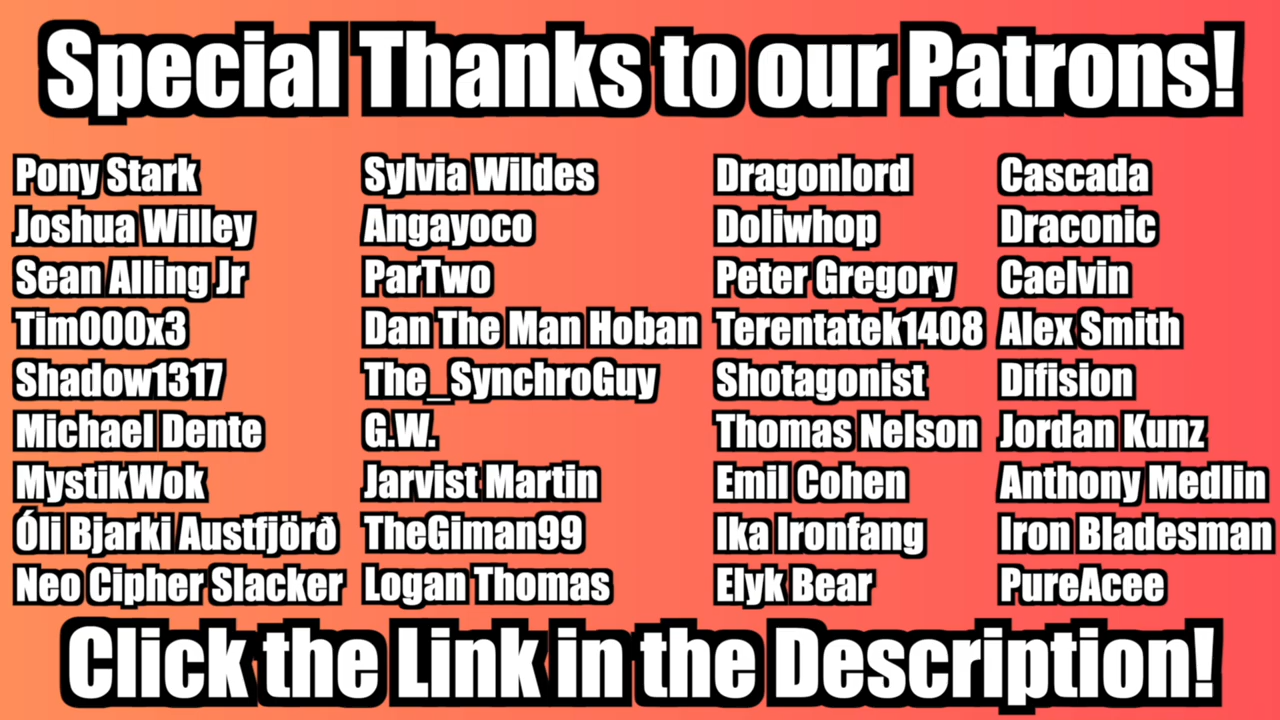 Special Thanks to our Patrons!
Pony Stark
Joshua Willey
Sean Alling Jr
Tim000x3
Shadow1317
Michael Dente
MystikWok
Óli Bjarki Austfjörð
Neo Cipher Slacker
Sylvia Wildes
Angayoco
ParTwo
Dan The Man Hoban
The_SynchroGuy
G.W.
Jarvist Martin
TheGiman99
Logan Thomas
Dragonlord
Doliwhop
Peter Gregory
Terentatek1408
Shotagonist
Thomas Nelson
Emil Cohen
Ika Ironfang
Elyk Bear
Cascada
Draconic
Caelvin
Alex Smith
Difision
Jordan Kunz
Anthony Medlin
Iron Bladesman
PureAcee
Click the Link in the Description!